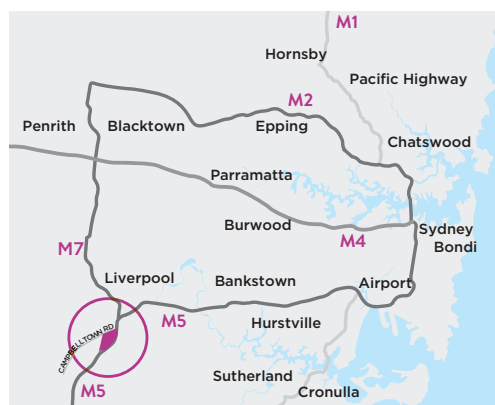 M1
Hornsby
Pacific Highway
M2
Penrith
Blacktown
Epping
Chatswood
Parramatta
Burwood
M4
Sydney
Bondi
M7
Liverpool
Bankstown
Airport
M5
Hurstville
CAMPBELLTOWN RD
Sutherland
M5
Cronulla